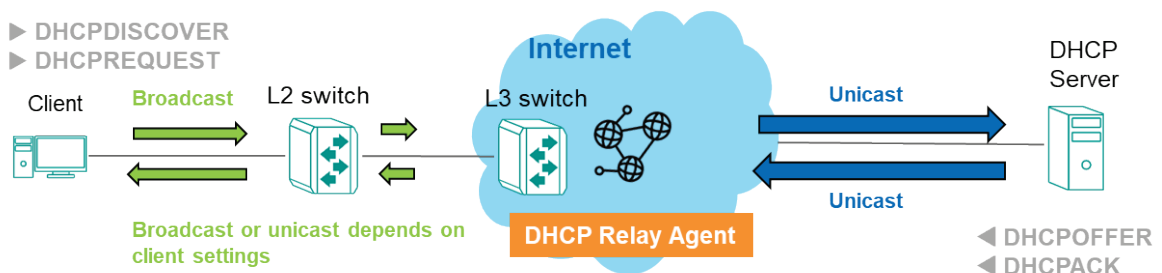 ▶ DHCPDISCOVER
▶ DHCPREQUEST
Client
Broadcast
L2 switch
L3 switch
Internet
Unicast
DHCP
Server
Broadcast or unicast depends on
client settings
DHCP Relay Agent
Unicast
◀ DHCPOFFER
◀ DHCPACK